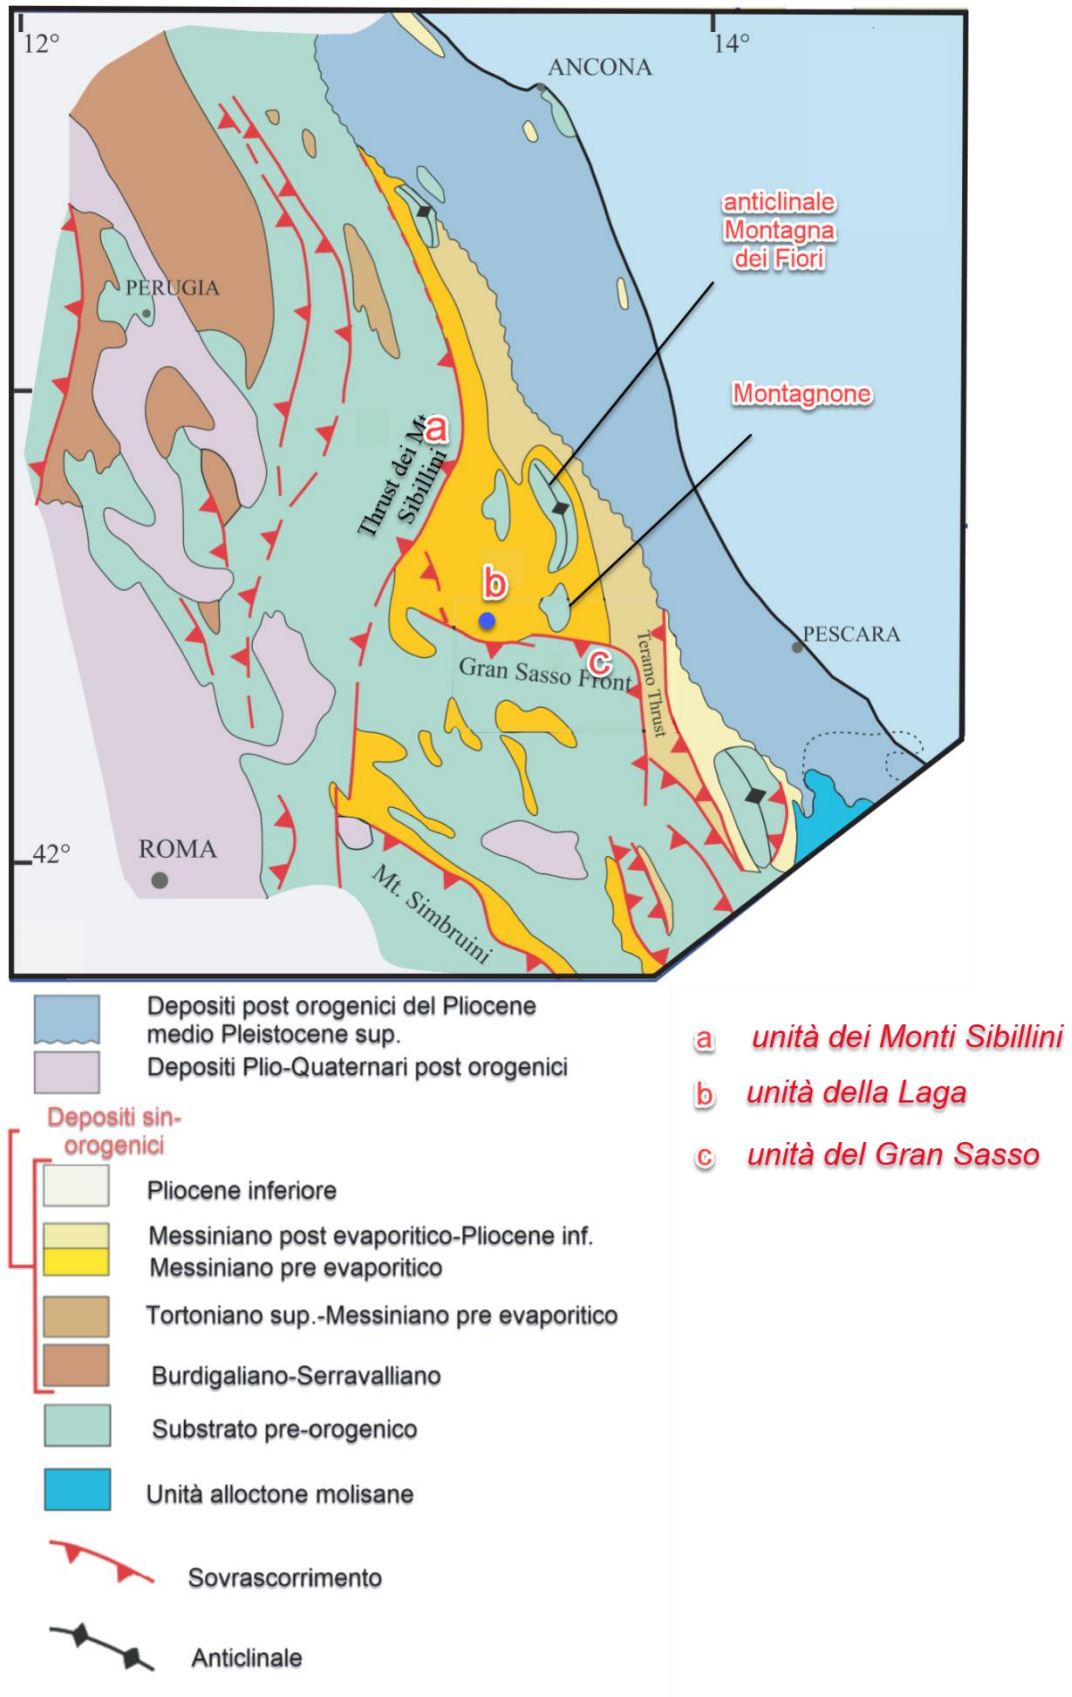 12°
14°
ANCONA
anticlinale
Montagna
dei Fiori
PERUGIA
Montagnone
a
Thrust dei Mt
Sibillini
b
PESCARA
Teramo Thrust
c
Gran Sasso Front
42°
ROMA
Mt. Simbruini
Depositi post orogenici del Pliocene
medio Pleistocene sup.
Depositi Plio-Quaternari post orogenici
Depositi sin-
orogenici
Pliocene inferiore
Messiniano post evaporitico-Pliocene inf.
Messiniano pre evaporitico
Tortoniano sup.-Messiniano pre evaporitico
Burdigaliano-Serravalliano
Substrato pre-orogenico
Unità alloctone molisane
Sovrascorrimento
Anticlinale
a unità dei Monti Sibillini
b unità della Laga
c unità del Gran Sasso